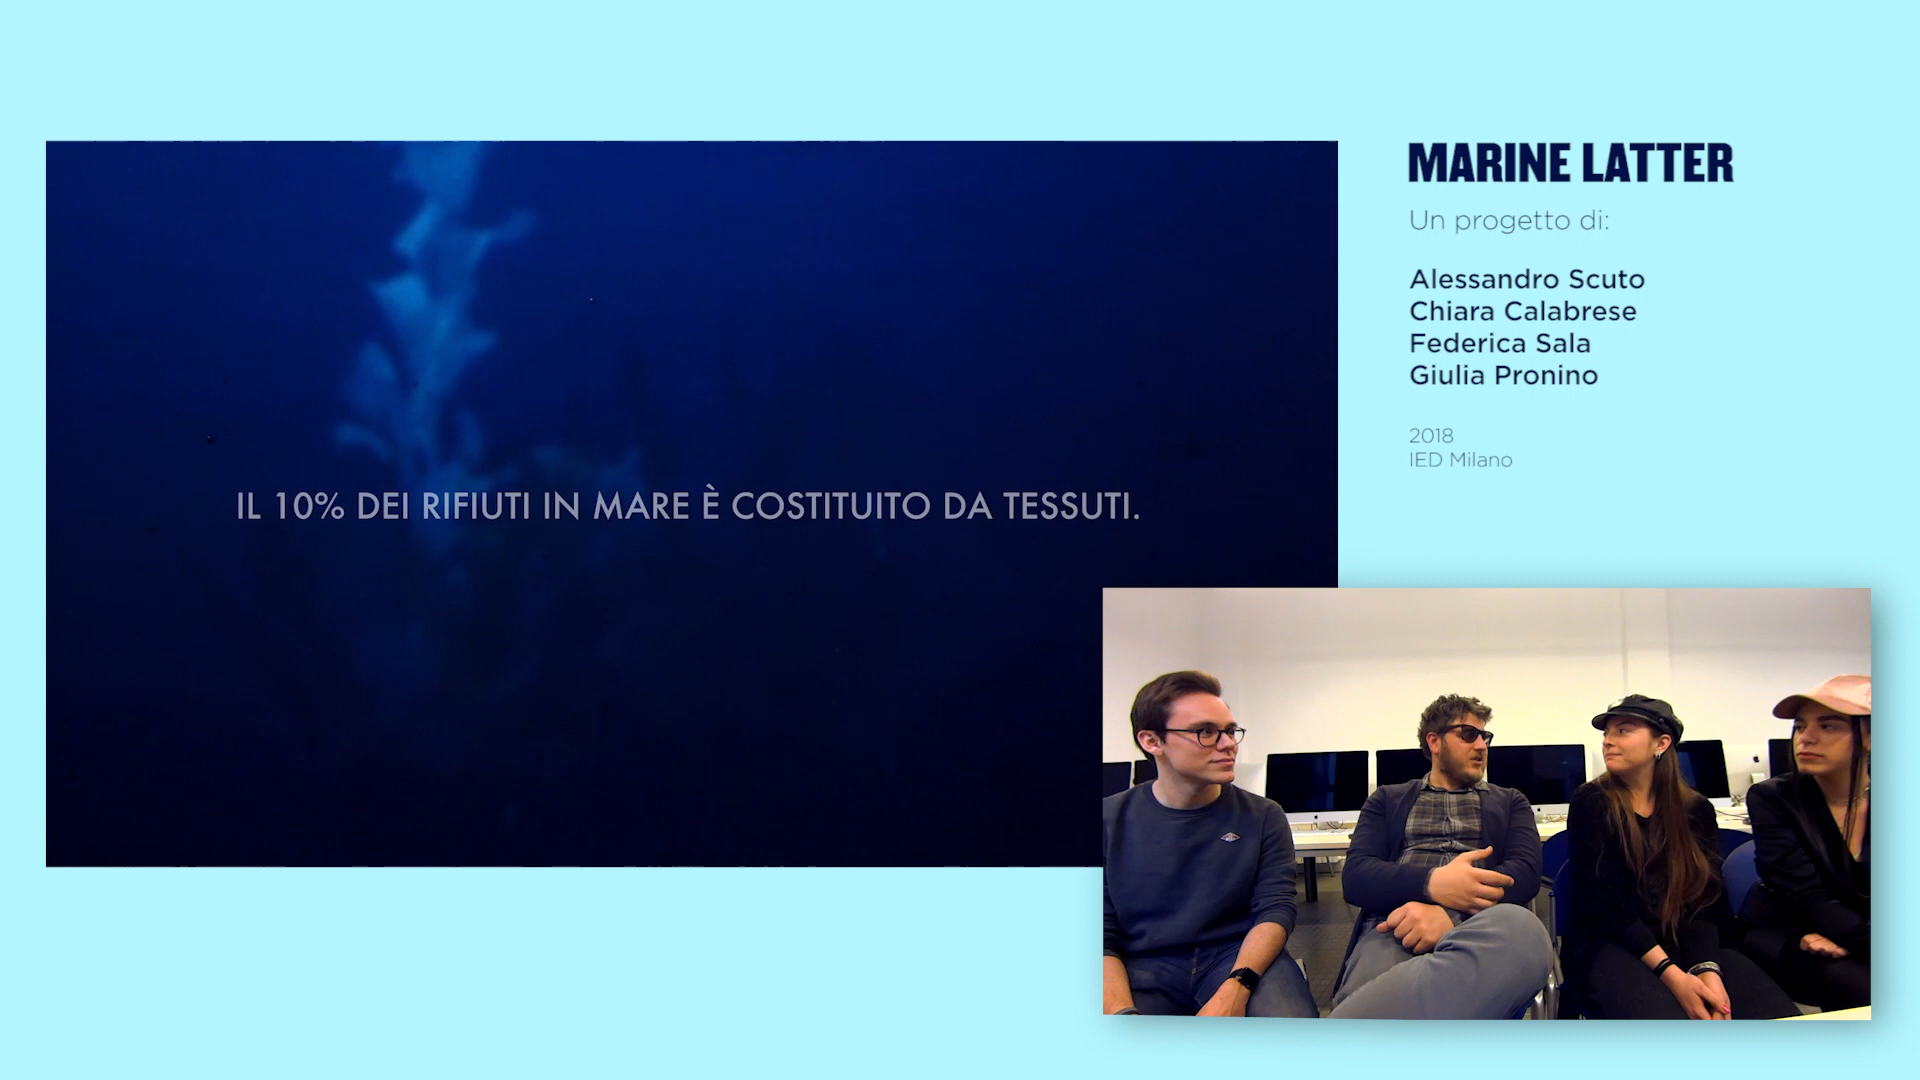 IL 10% DEI RIFIUTI IN MARE È COSTITUITO DA TESSUTI.
MARINE LATTER
Un progetto di:
Alessandro Scuto
Chiara Calabrese
Federica Sala
Giulia Pronino
2018
IED Milano